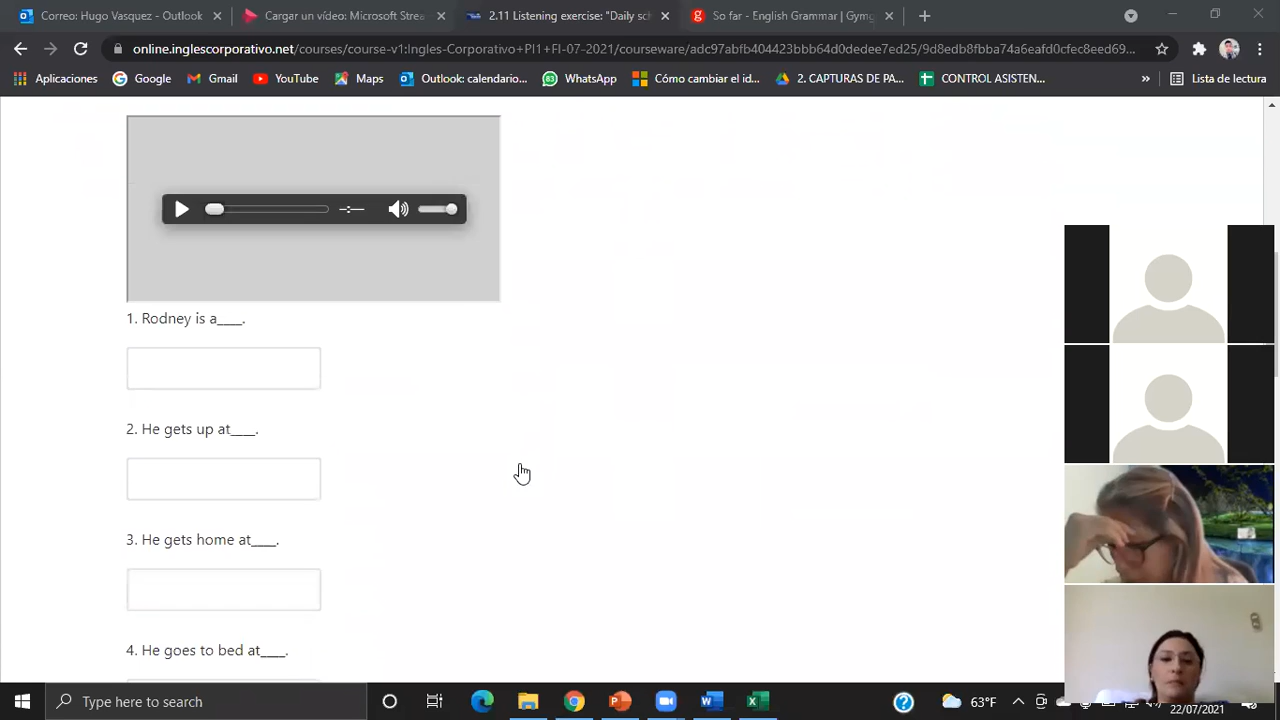 Correo: Hugo Vasquez - Outlook
Cargar un vídeo: Microsoft Strea
2.11 Listening exercise: "Daily sch
So far - English Grammar | Gymg
online.inglescorporativo.net/courses/course-v1:Ingles-Corporativo+PI1+FI-07-2021/courseware/adc97abfb404423bbb64d0dedee7ed25/9d8edb8fbba74a6eafd0cfec8eed69...
Aplicaciones
Google
Gmail
YouTube
Maps
Outlook: calendario...
WhatsApp
Cómo cambiar el id...
2. CAPTURAS DE PA...
CONTROL ASISTEN...
»
Lista de lectura
-:--
1. Rodney is a____.
2. He gets up at____.
3. He gets home at____.
4. He goes to bed at____.
Type here to search
63°F
22/07/2021